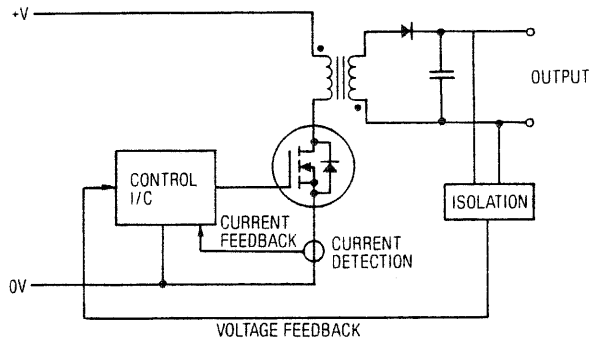 +V
OUTPUT
CONTROL
I/C
ISOLATION
CURRENT
FEEDBACK
CURRENT
DETECTION
0V
VOLTAGE FEEDBACK